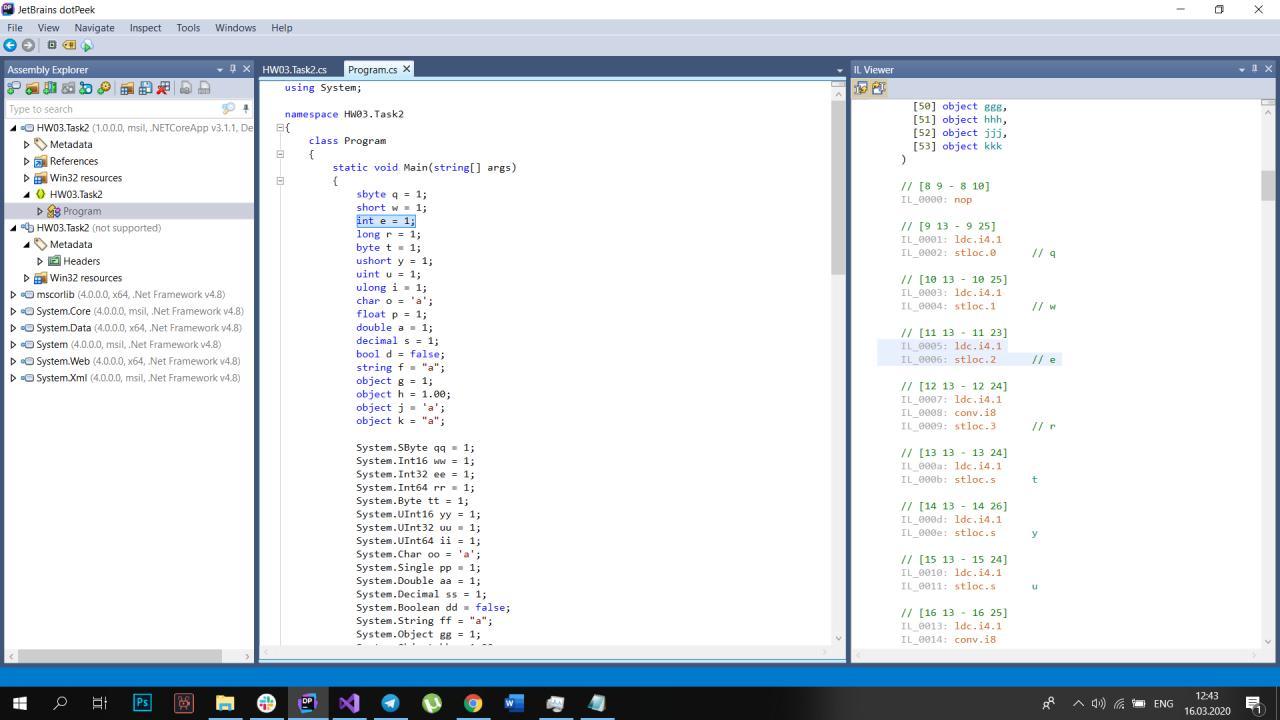 JetBrains dotPeek
File View Navigate Inspect Tools Windows Help
Assembly Explorer
Type to search
HW03.Task2 (1.0.0.0, msil, .NETCoreApp v3.1.1, De
Metadata
References
Win32 resources
HW03.Task2
Program
HW03.Task2 (not supported)
Metadata
Headers
Win32 resources
mscorlib (4.0.0.0, x64, .Net Framework v4.8)
System.Core (4.0.0.0, msil, .Net Framework v4.8)
System.Data (4.0.0.0, x64, .Net Framework v4.8)
System (4.0.0.0, msil, .Net Framework v4.8)
System.Web (4.0.0.0, x64, .Net Framework v4.8)
System.Xml (4.0.0.0, msil, .Net Framework v4.8)
HW03.Task2.cs Program.cs
using System;
namespace HW03.Task2
{
class Program
{
static void Main(string[] args)
{
sbyte q = 1;
short w = 1;
int e = 1;
long r = 1;
byte t = 1;
ushort y = 1;
uint u = 1;
ulong i = 1;
char o = 'a';
float p = 1;
double a = 1;
decimal s = 1;
bool d = false;
string f = "a";
object g = 1;
object h = 1.00;
object j = 'a';
object k = "a";
System.SByte qq = 1;
System.Int16 ww = 1;
System.Int32 ee = 1;
System.Int64 rr = 1;
System.Byte tt = 1;
System.UInt16 yy = 1;
System.UInt32 uu = 1;
System.UInt64 ii = 1;
System.Char oo = 'a';
System.Single pp = 1;
System.Double aa = 1;
System.Decimal ss = 1;
System.Boolean dd = false;
System.String ff = "a";
System.Object gg = 1;
IL Viewer
[50] object ggg,
[51] object hhh,
[52] object jjj,
[53] object kkk
)
// [8 9 - 8 10]
IL_0000: nop
// [9 13 - 9 25]
IL_0001: ldc.i4.1
IL_0002: stloc.0 // q
// [10 13 - 10 25]
IL_0003: ldc.i4.1
IL_0004: stloc.1 // w
// [11 13 - 11 23]
IL_0005: ldc.i4.1
IL_0006: stloc.2 // e
// [12 13 - 12 24]
IL_0007: ldc.i4.1
IL_0008: conv.i8
IL_0009: stloc.3 // r
// [13 13 - 13 24]
IL_000a: ldc.i4.1
IL_000b: stloc.s t
// [14 13 - 14 26]
IL_000d: ldc.i4.1
IL_000e: stloc.s y
// [15 13 - 15 24]
IL_0010: ldc.i4.1
IL_0011: stloc.s u
// [16 13 - 16 25]
IL_0013: ldc.i4.1
IL_0014: conv.i8
ENG
12:43
16.03.2020